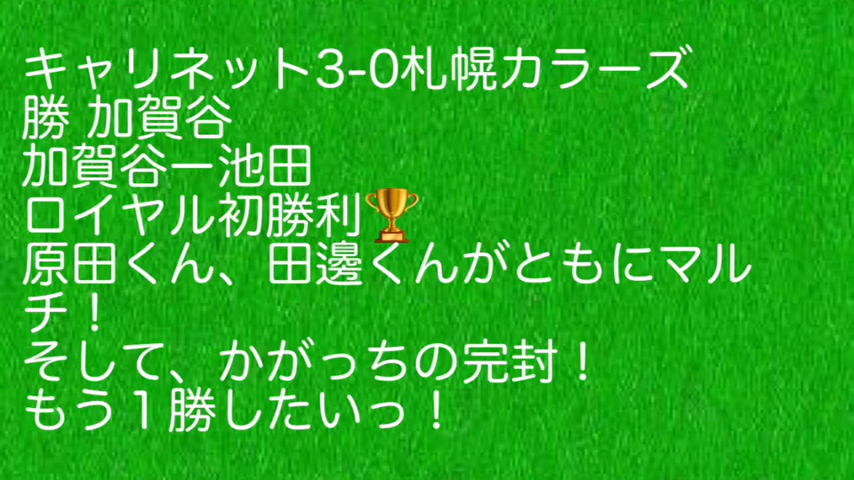 キャリネット3-0札幌カラーズ
勝 加賀谷
加賀谷ー池田
ロイヤル初勝利🏆
原田くん、田邊くんがともにマル
チ！
そして、かがっちの完封！
もう１勝したいっ！